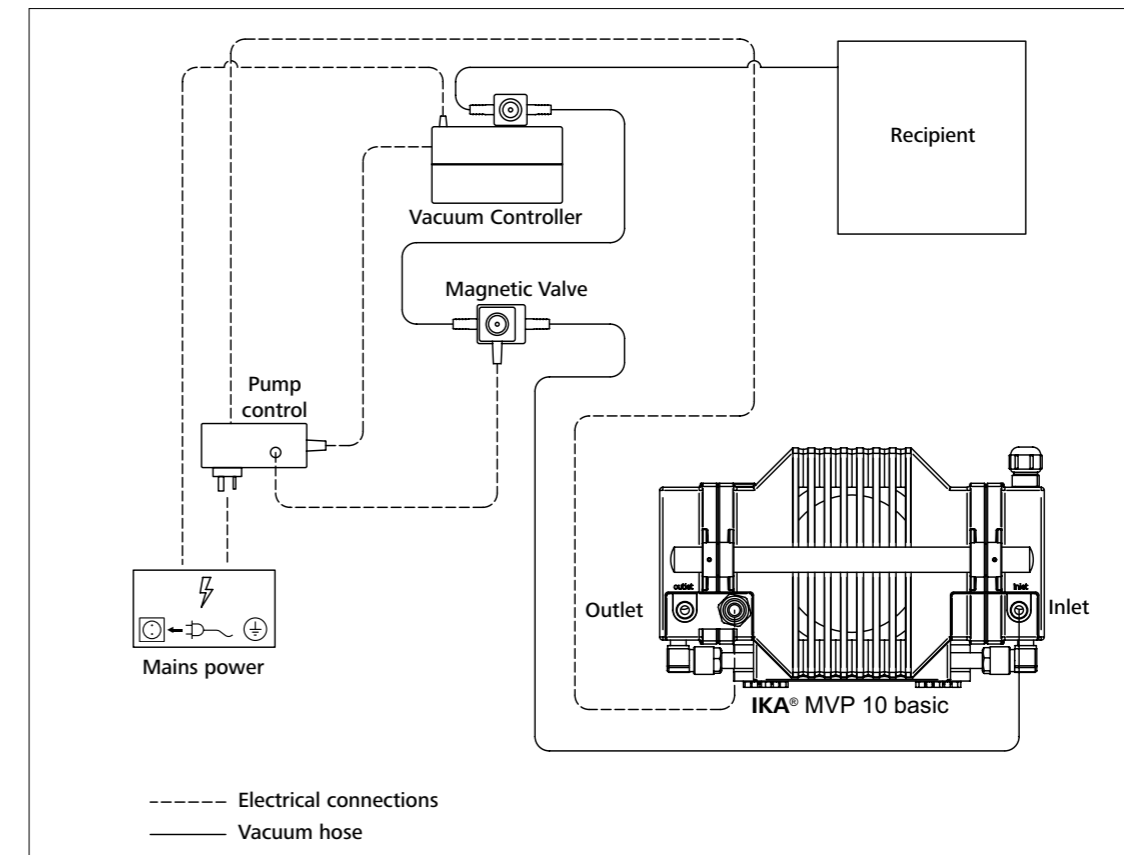 Recipient
Vacuum Controller
Magnetic Valve
Pump
control
Mains power
outlet
Inlet
Outlet
Inlet
IKA® MVP 10 basic
Electrical connections
Vacuum hose